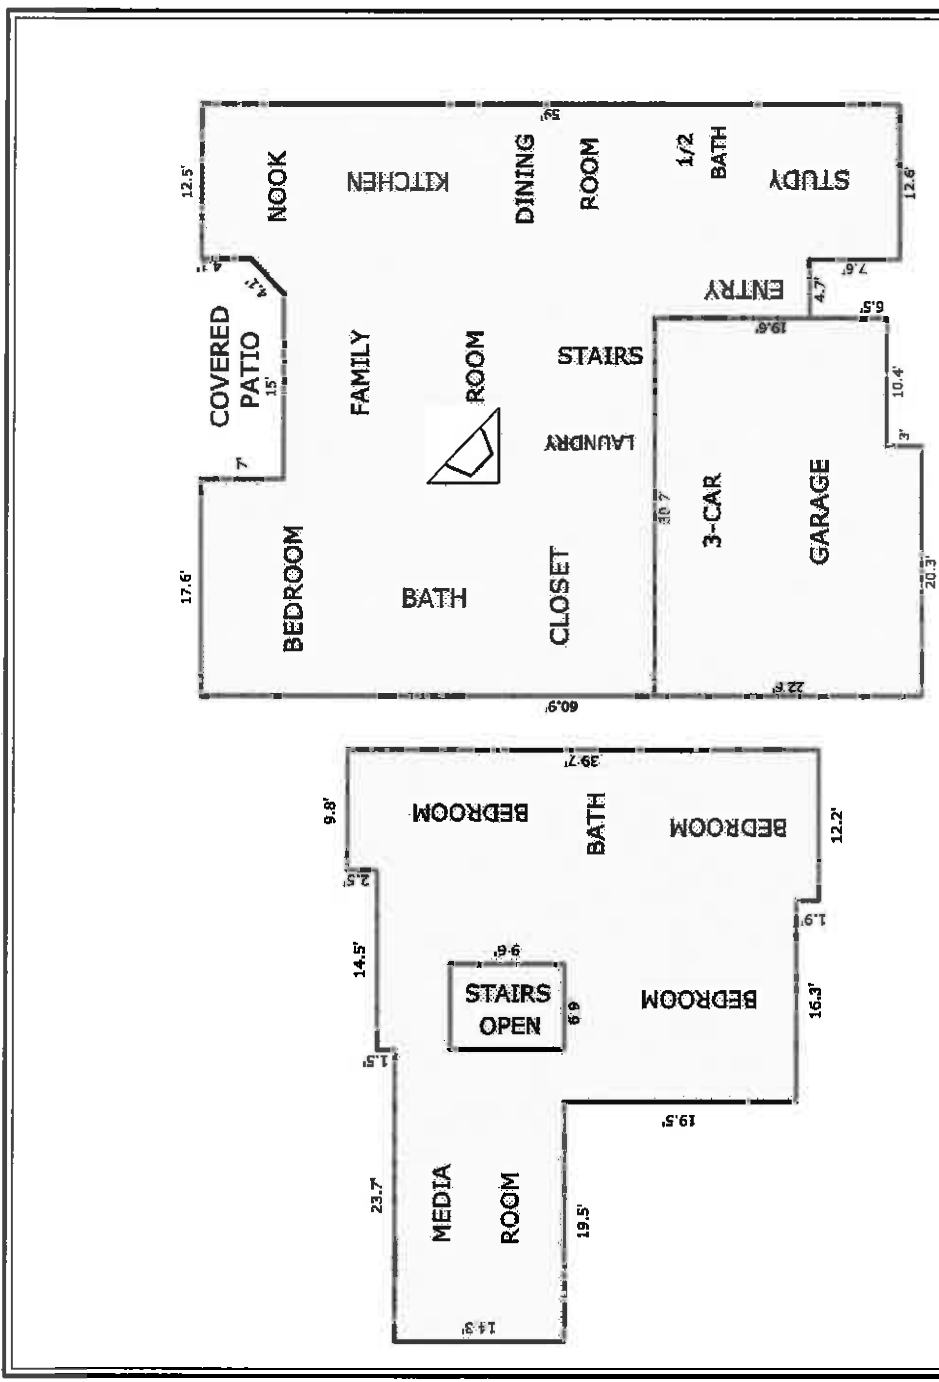 59'
12.5'
NOOK
KITCHEN
DINING
ROOM
1/2
BATH
STUDY
12.6'
4.1'
4.1'
7.6'
4.7'
ENTRY
COVERED
PATIO
15'
FAMILY
ROOM
STAIRS
19.6'
6.5'
10.4'
3'
7'
LAUNDRY
3-CAR
GARAGE
20.3'
17.6'
BEDROOM
BATH
CLOSET
60.9'
22.6'
39.7'
9.8'
BEDROOM
BATH
BEDROOM
12.2'
2.5'
1.9'
14.5'
9.6'
STAIRS
OPEN
6.9
BEDROOM
16.3'
1.5'
19.5'
23.7'
MEDIA
ROOM
19.5'
14.3'